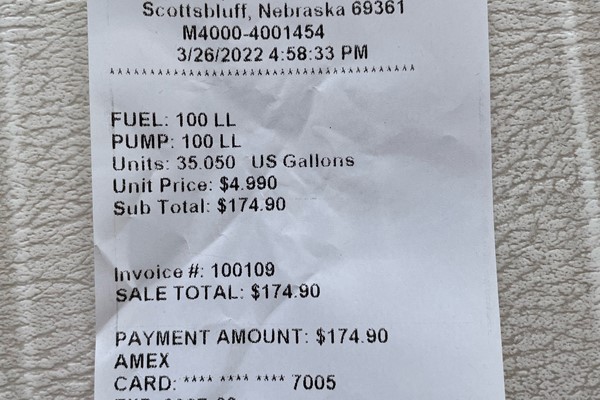 Scottsbluff, Nebraska 69361
M4000-4001454
3/26/2022 4:58:33 PM
FUEL: 100 LL
PUMP: 100 LL
Units: 35.050 US Gallons
Unit Price: $4.990
Sub Total: $174.90
Invoice #: 100109
SALE TOTAL: $174.90
PAYMENT AMOUNT: $174.90
AMEX
CARD: **** **** **** 7005